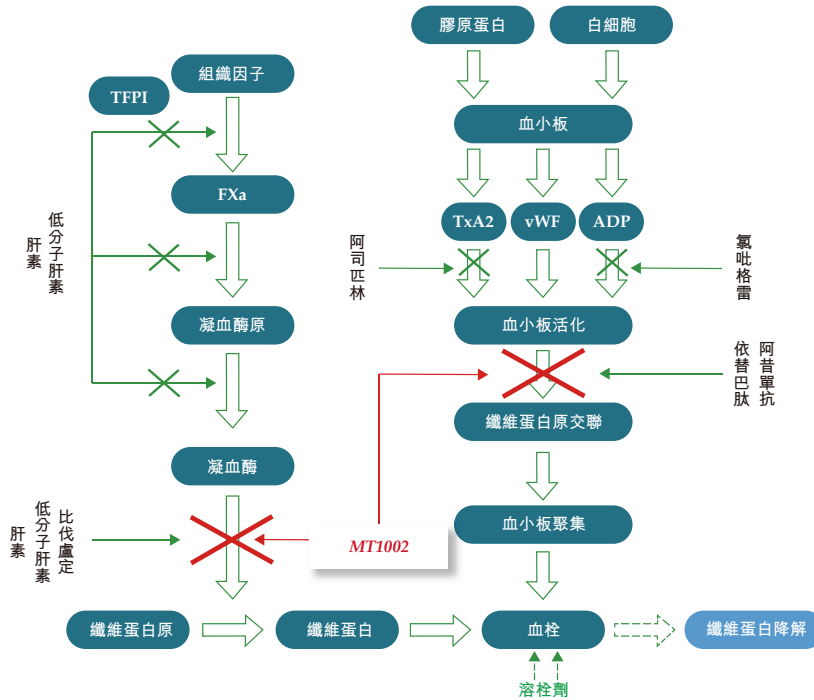 膠原蛋白
白細胞
組織因子
TFPI
血小板
FXa
TxA2
vWF
ADP
肝素
低分子肝素
阿司匹林
氯吡格雷
凝血酶原
血小板活化
依替巴肽
阿昔單抗
纖維蛋白原交聯
凝血酶
肝素
低分子肝素
比伐盧定
MT1002
血小板聚集
纖維蛋白原
纖維蛋白
血栓
纖維蛋白降解
溶栓劑